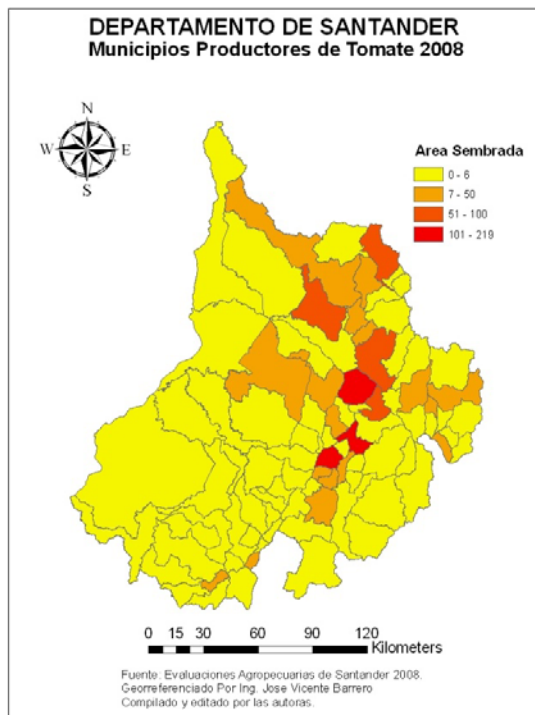 DEPARTAMENTO DE SANTANDER
Municipios Productores de Tomate 2008
N
W E
S
Area Sembrada
0 - 6
7 - 50
51 - 100
101 - 219
0 15 30 60 90 120
Kilometers
Fuente: Evaluaciones Agropecuarias de Santander 2008.
Georreferenciado Por Ing. Jose Vicente Barrero
Compilado y editado por las autoras.